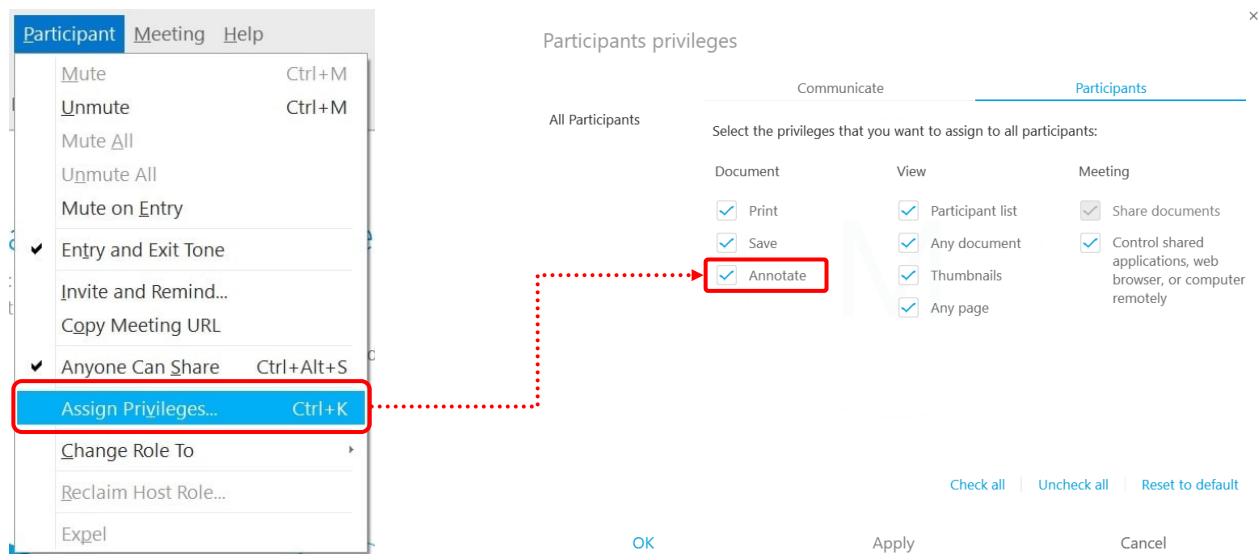 Participant Meeting Help
Mute Ctrl+M
Unmute Ctrl+M
Mute All
Unmute All
Mute on Entry
Entry and Exit Tone
Invite and Remind...
Copy Meeting URL
Anyone Can Share Ctrl+Alt+S
Assign Privileges... Ctrl+K
Change Role To
Reclaim Host Role...
Expel
Participants privileges
Communicate Participants
All Participants
Select the privileges that you want to assign to all participants:
Document
Print
Save
Annotate
View
Participant list
Any document
Thumbnails
Any page
Meeting
Share documents
Control shared
applications, web
browser, or computer
remotely
Check all Uncheck all Reset to default
OK Apply Cancel